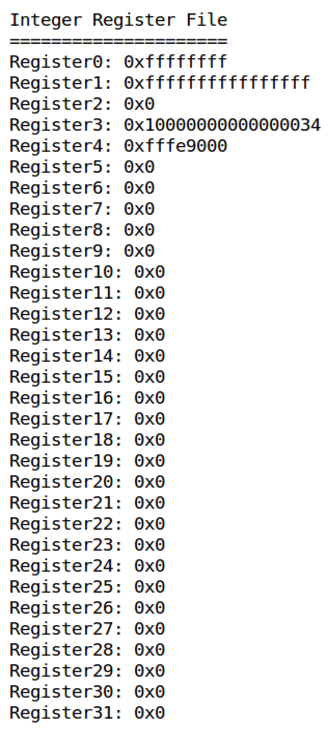 Integer Register File
=====================
Register0: 0xffffffff
Register1: 0xffffffffffffffff
Register2: 0x0
Register3: 0x10000000000000034
Register4: 0xfffe9000
Register5: 0x0
Register6: 0x0
Register7: 0x0
Register8: 0x0
Register9: 0x0
Register10: 0x0
Register11: 0x0
Register12: 0x0
Register13: 0x0
Register14: 0x0
Register15: 0x0
Register16: 0x0
Register17: 0x0
Register18: 0x0
Register19: 0x0
Register20: 0x0
Register21: 0x0
Register22: 0x0
Register23: 0x0
Register24: 0x0
Register25: 0x0
Register26: 0x0
Register27: 0x0
Register28: 0x0
Register29: 0x0
Register30: 0x0
Register31: 0x0